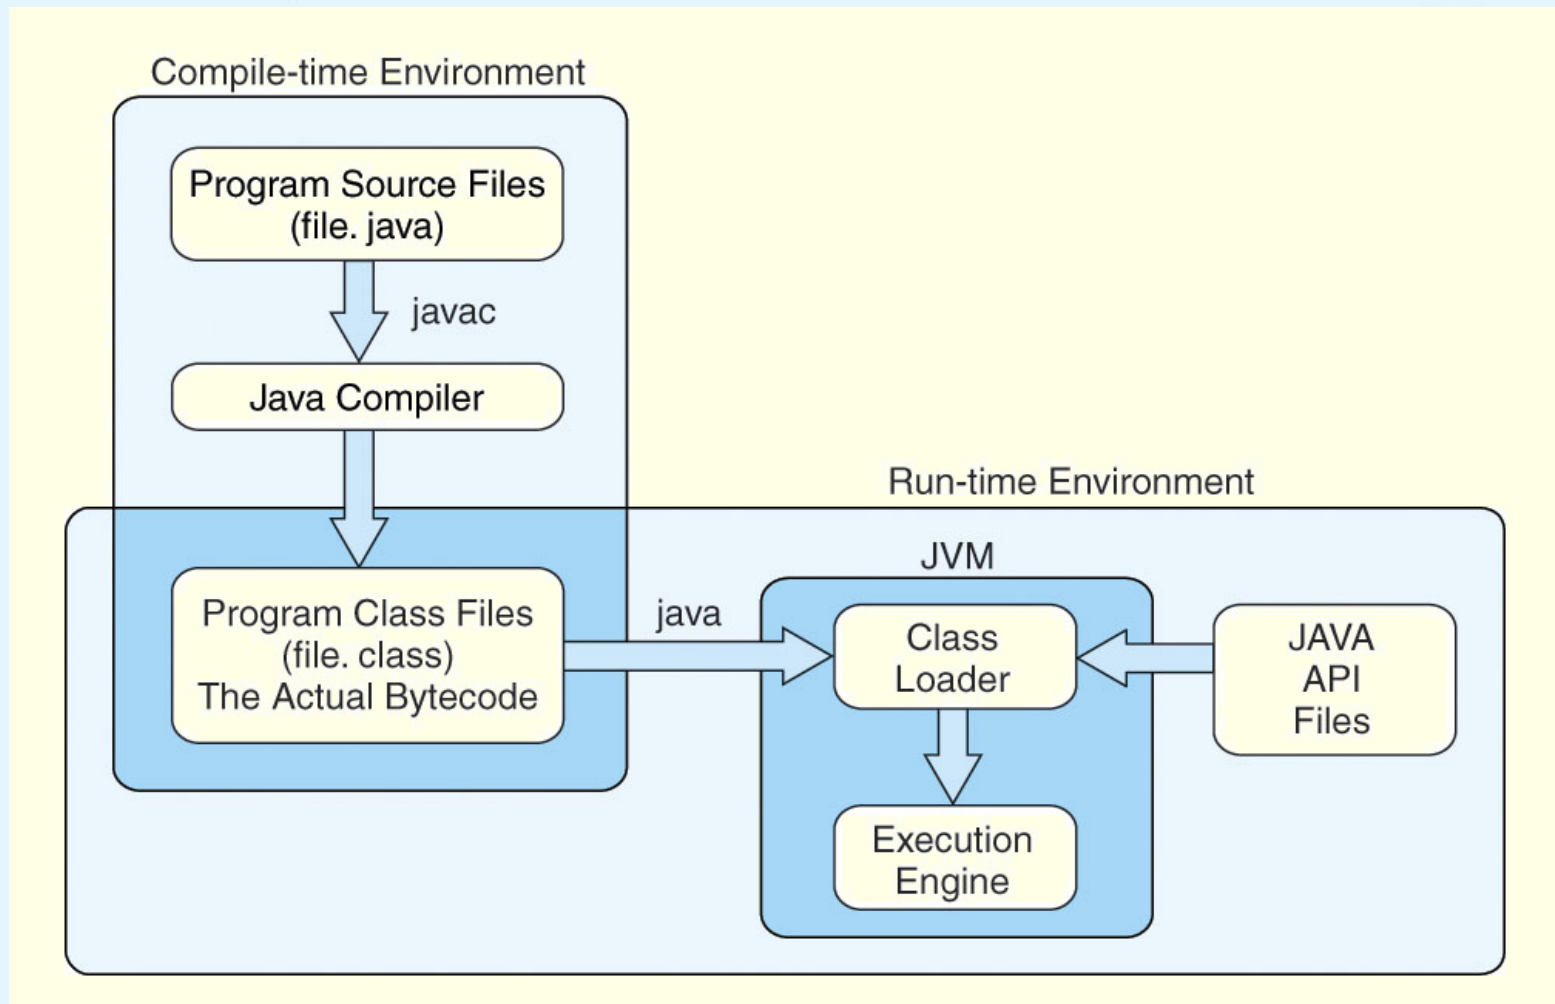 Compile-time Environment
Program Source Files
(file. java)
javac
Java Compiler
Run-time Environment
JVM
Program Class Files
(file. class)
The Actual Bytecode
java
Class
Loader
JAVA
API
Files
Execution
Engine